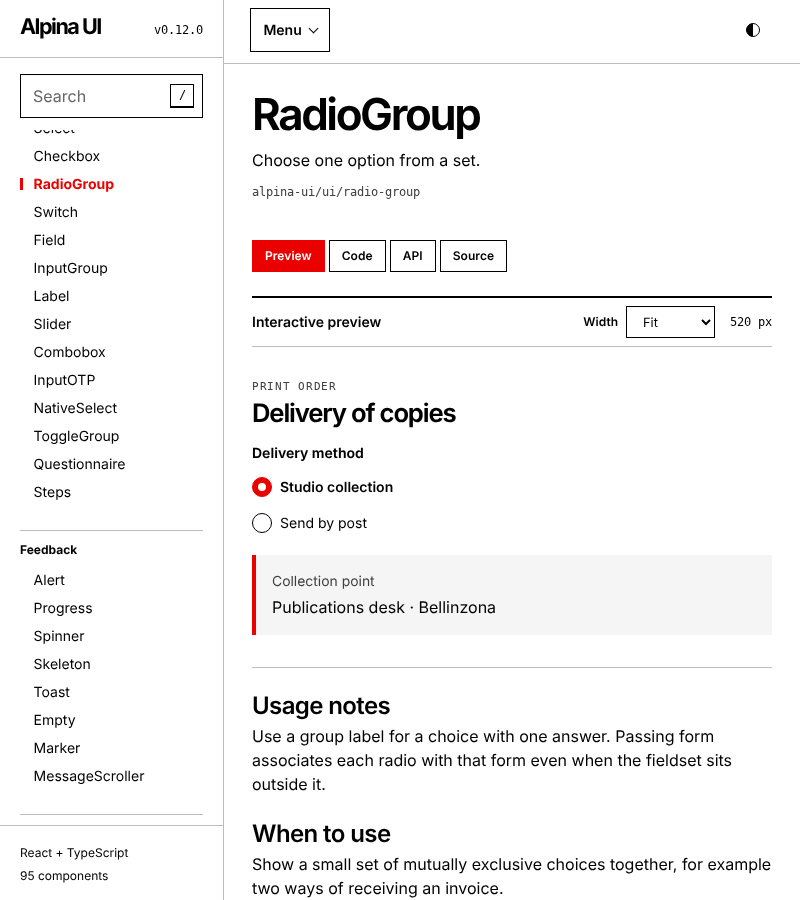 Alpina UI
v0.12.0
Search
/
Select
Checkbox
RadioGroup
Switch
Field
InputGroup
Label
Slider
Combobox
InputOTP
NativeSelect
ToggleGroup
Questionnaire
Steps
Feedback
Alert
Progress
Spinner
Skeleton
Toast
Empty
Marker
MessageScroller
React + TypeScript
95 components
Menu
RadioGroup
Choose one option from a set.
alpina-ui/ui/radio-group
Preview
Code
API
Source
Interactive preview
Width
Fit
520 px
PRINT ORDER
Delivery of copies
Delivery method
Studio collection
Send by post
Collection point
Publications desk · Bellinzona
Usage notes
Use a group label for a choice with one answer. Passing form
associates each radio with that form even when the fieldset sits
outside it.
When to use
Show a small set of mutually exclusive choices together, for example
two ways of receiving an invoice.